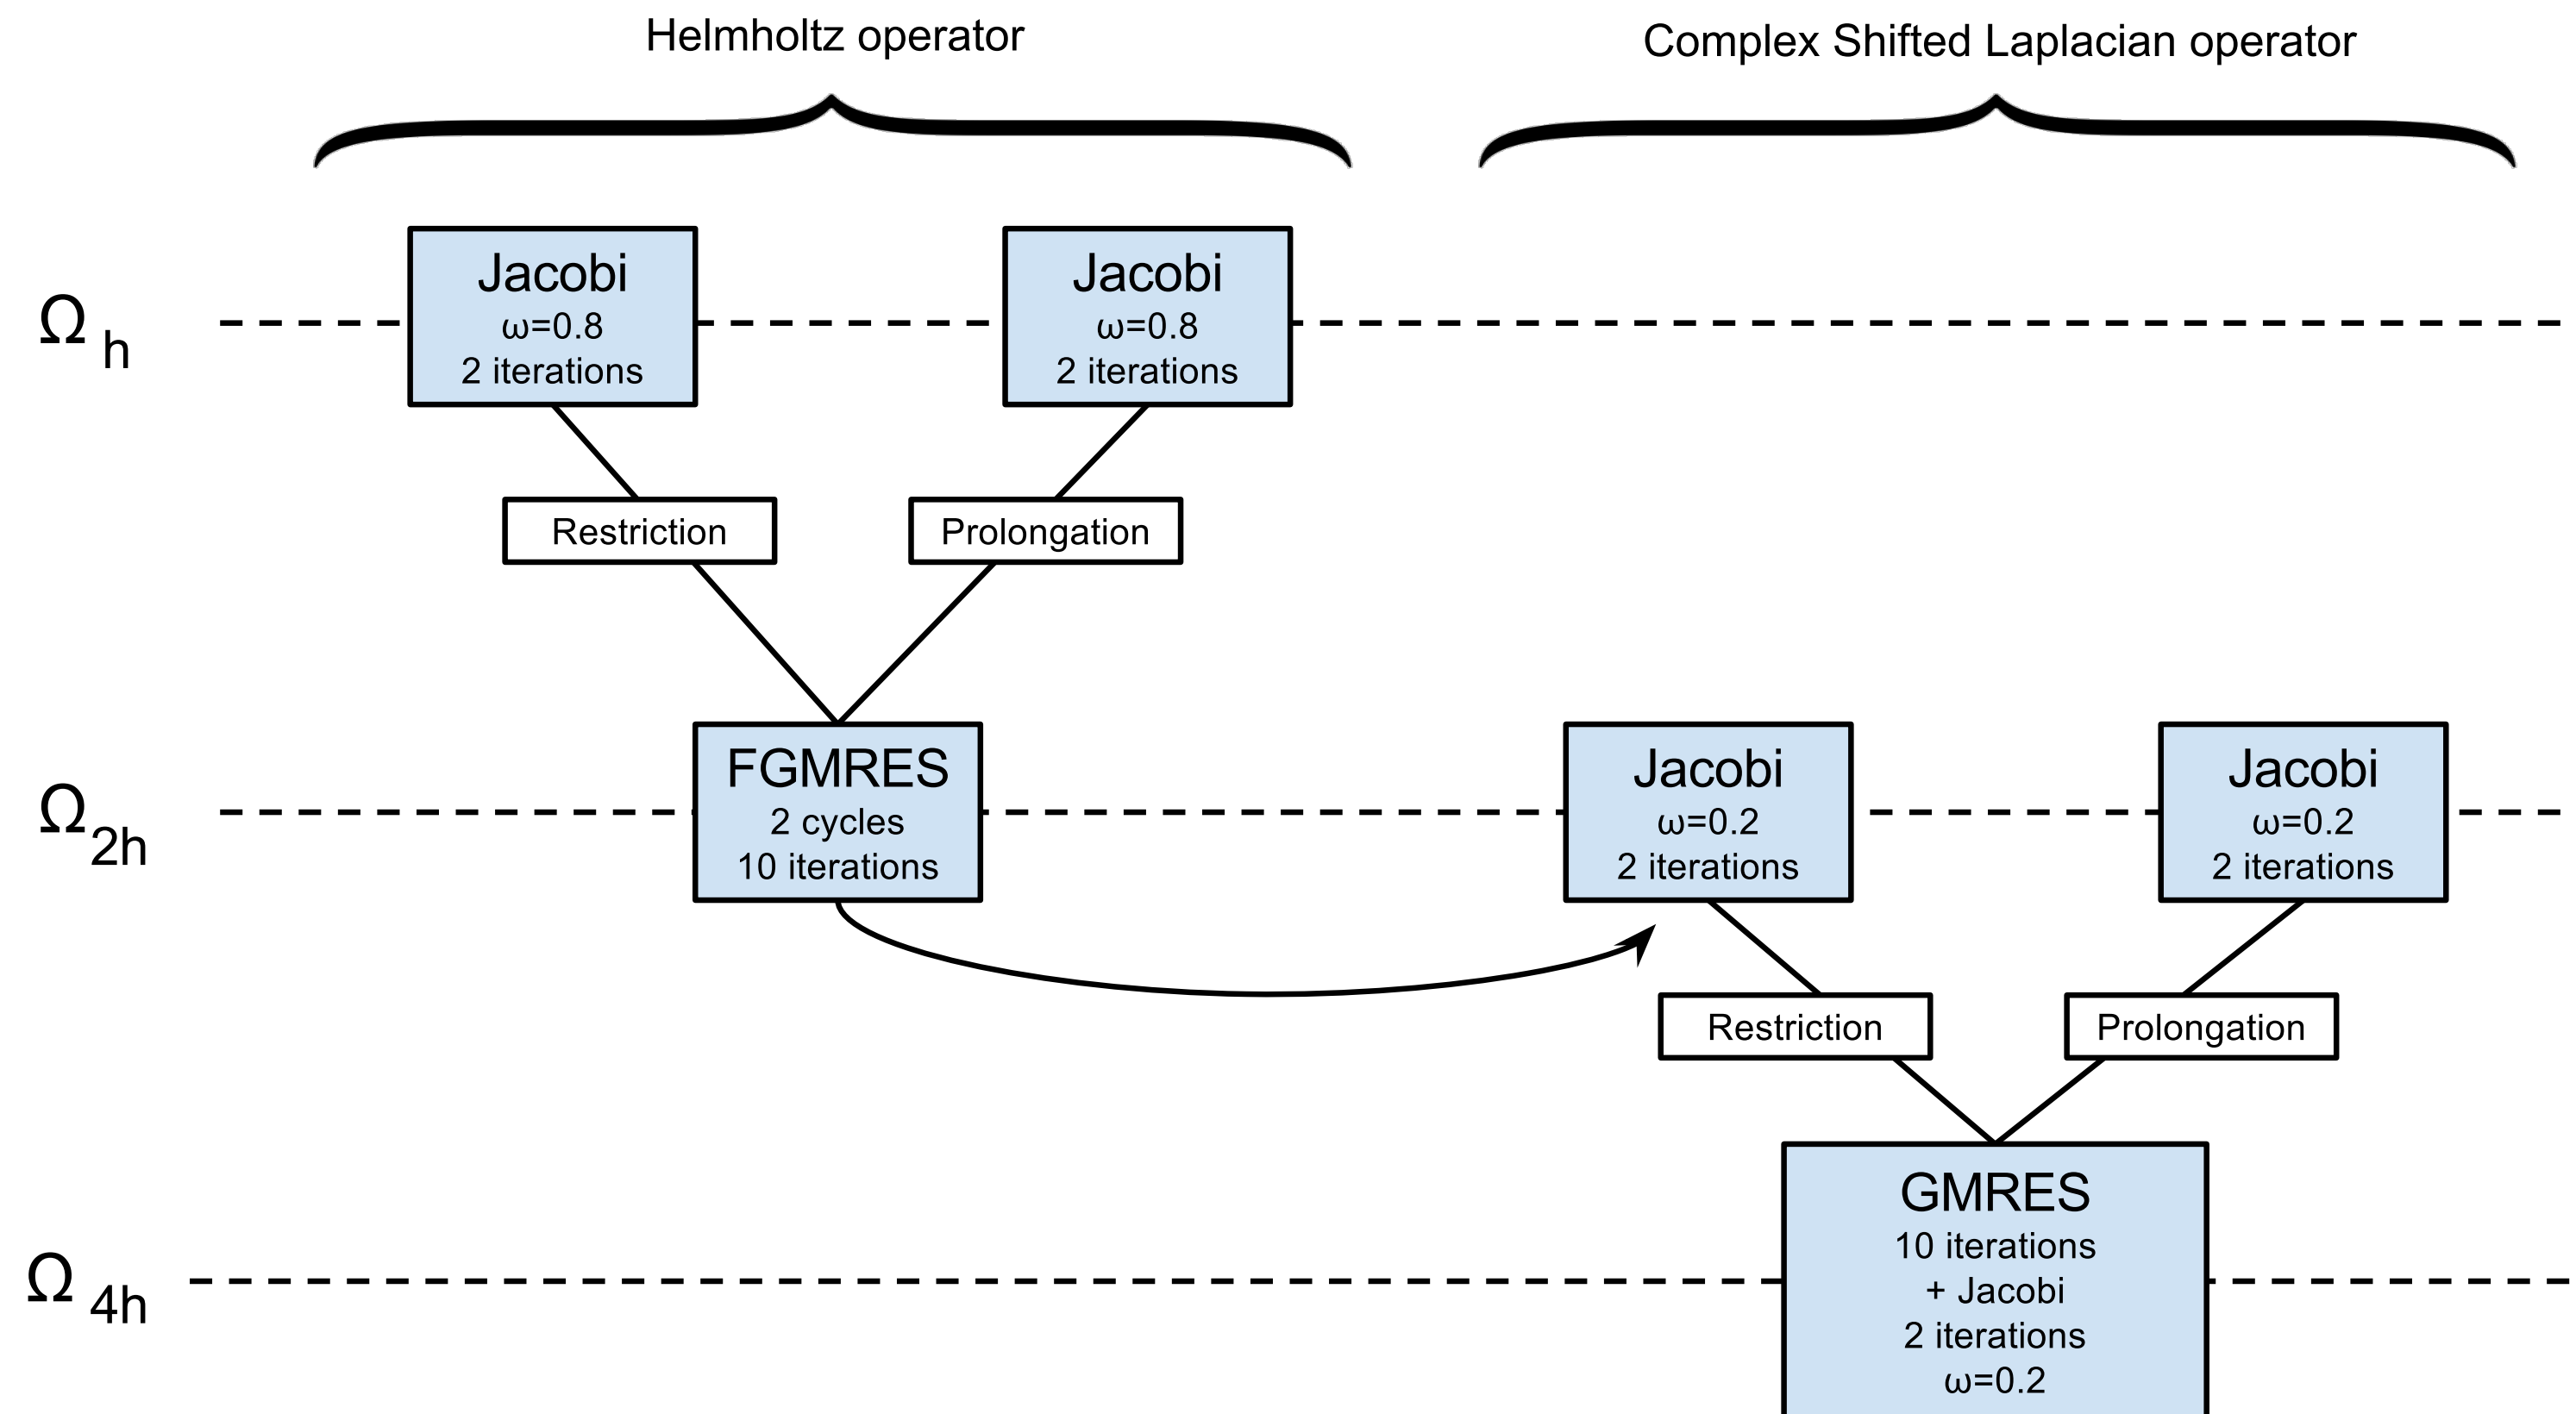 Helmholtz operator
Complex Shifted Laplacian operator
Ω h
Jacobi
ω=0.8
2 iterations
Jacobi
ω=0.8
2 iterations
Restriction
Prolongation
Ω 2h
FGMRES
2 cycles
10 iterations
Jacobi
ω=0.2
2 iterations
Jacobi
ω=0.2
2 iterations
Restriction
Prolongation
Ω 4h
GMRES
10 iterations
+ Jacobi
2 iterations
ω=0.2